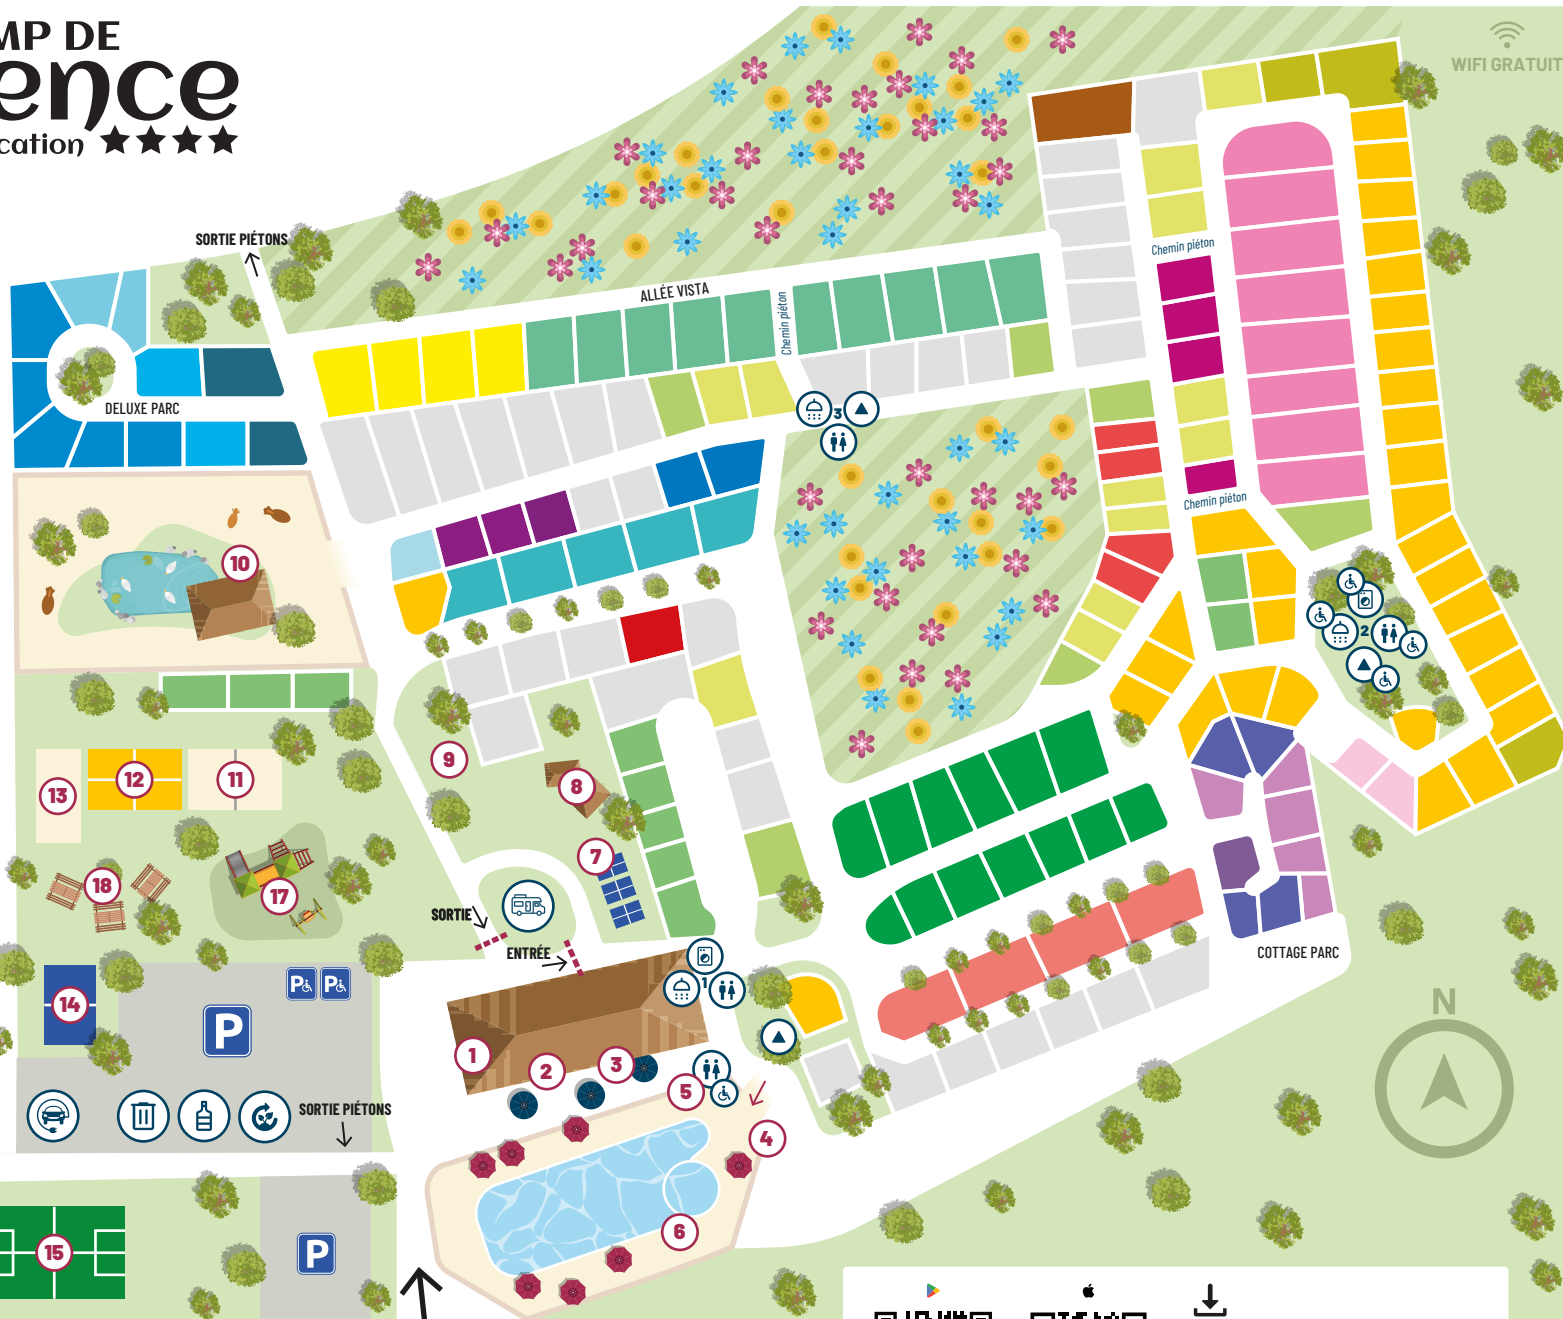 MP DE
ence
cation
WIFI GRATUIT
SORTIE PIÉTONS
ALLÉE VISTA
Chemin piéton
Chemin piéton
DELUXE PARC
3
Chemin piéton
10
2
9
8
13
12
11
7
18
17
SORTIE
ENTRÉE
COTTAGE PARC
1
14
P
P
P
N
1
2
3
5
4
SORTIE PIÉTONS
6
15
P